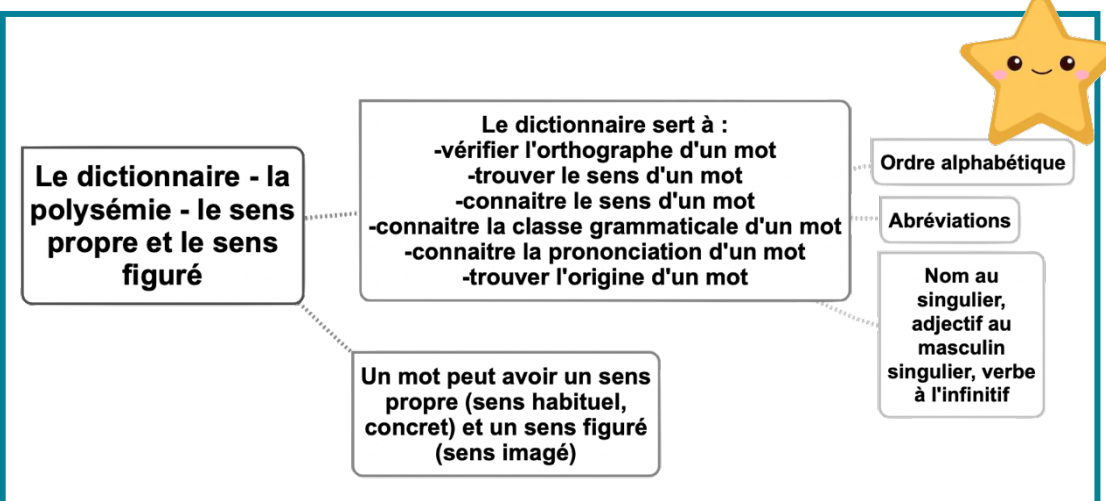 Le dictionnaire - la
polysémie - le sens
propre et le sens
figuré
Le dictionnaire sert à :
-vérifier l'orthographe d'un mot
-trouver le sens d'un mot
-connaitre le sens d'un mot
-connaitre la classe grammaticale d'un mot
-connaitre la prononciation d'un mot
-trouver l'origine d'un mot
Ordre alphabétique
Abréviations
Nom au
singulier,
adjectif au
masculin
singulier, verbe
à l'infinitif
Un mot peut avoir un sens
propre (sens habituel,
concret) et un sens figuré
(sens imagé)